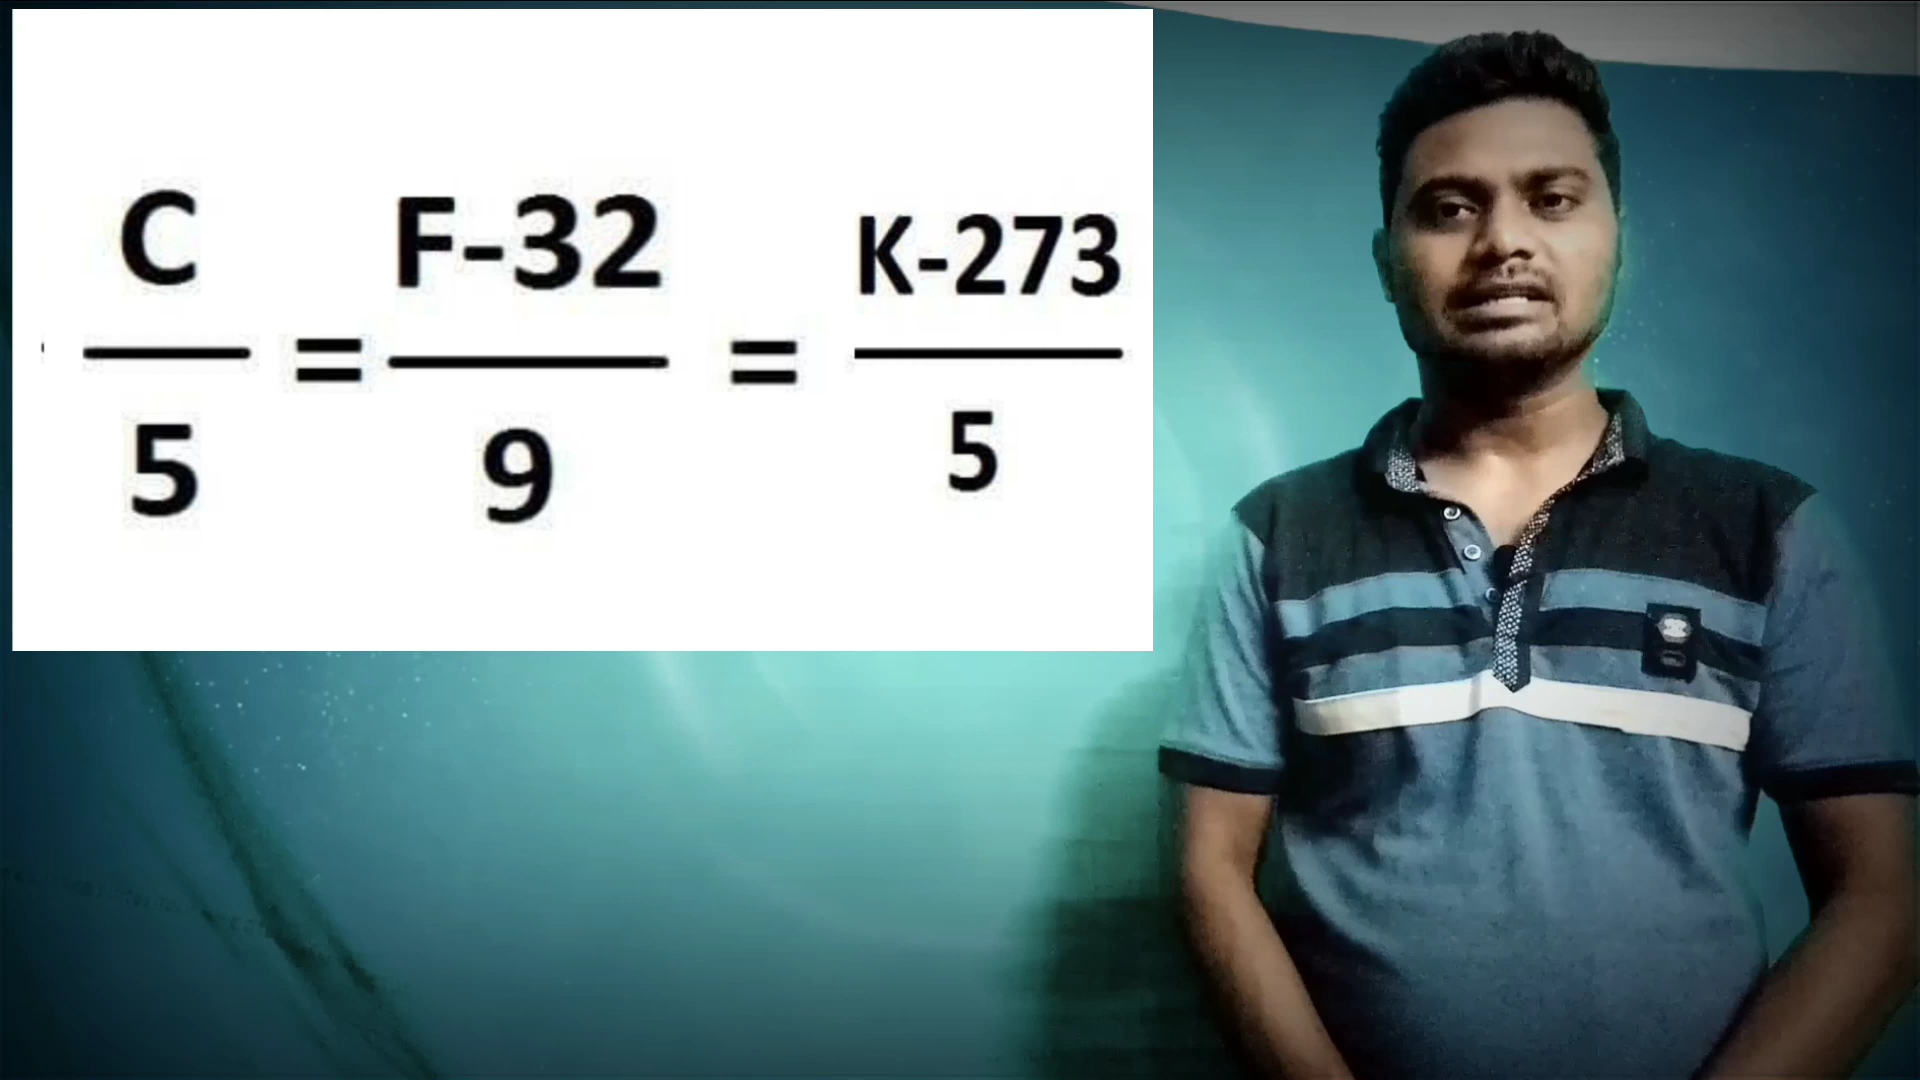 C/5 = F-32/9 = K-273/5